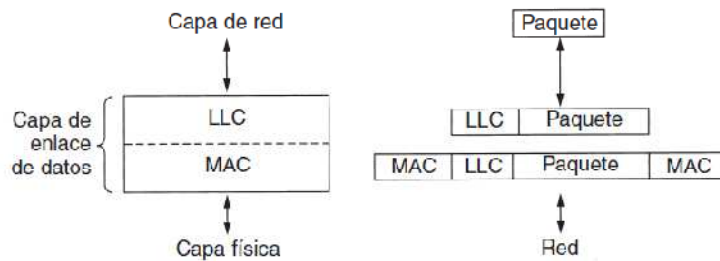 Capa de red
Capa de
enlace
de datos
LLC
MAC
Capa física
Paquete
LLC Paquete
MAC LLC Paquete MAC
Red